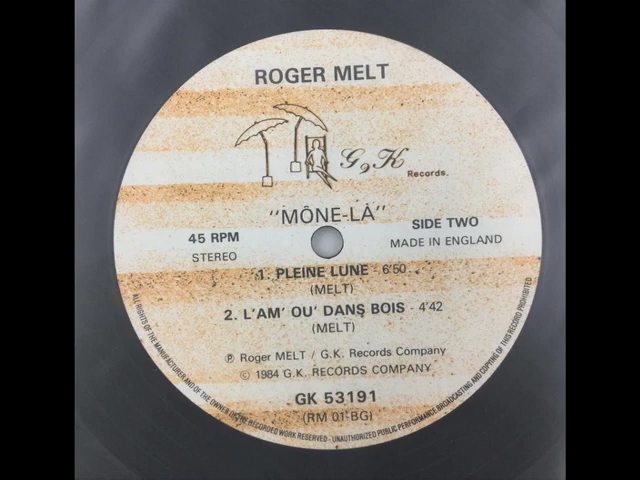 ROGER MELT
G,K
Records.
"MÔNE-LÀ"
45 RPM
STEREO
SIDE TWO
MADE IN ENGLAND
1. PLEINE LUNE - 6'50
(MELT)
2. L'AM' OU' DANS BOIS - 4'42
(MELT)
Ⓟ Roger MELT / G.K. Records Company
© 1984 G.K. RECORDS COMPANY
GK 53191
(RM 01-BG)
ALL RIGHTS OF THE MANUFACTURER AND OF THE OWNER OF THE RECORDED WORK RESERVED - UNAUTHORIZED PUBLIC PERFORMANCE BROADCASTING AND COPYING OF THIS RECORD PROHIBITED